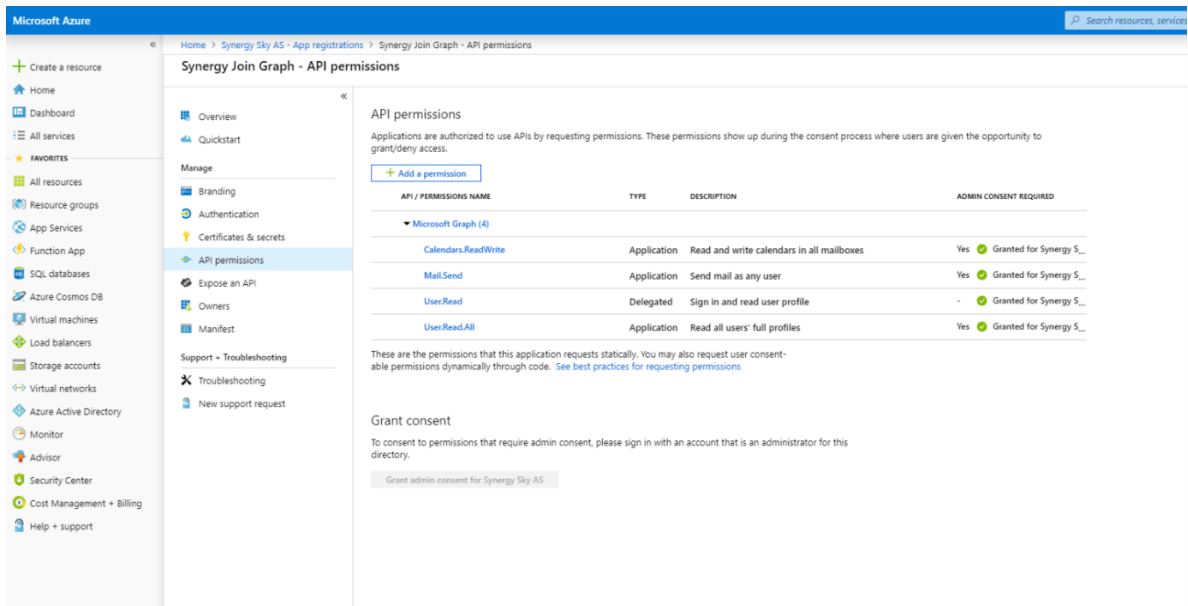 Microsoft Azure
Search resources, services
Home > Synergy Sky AS - App registrations > Synergy Join Graph - API permissions
Synergy Join Graph - API permissions
Create a resource
Home
Dashboard
All services
FAVORITES
All resources
Resource groups
App Services
Function App
SQL databases
Azure Cosmos DB
Virtual machines
Load balancers
Storage accounts
Virtual networks
Azure Active Directory
Monitor
Advisor
Security Center
Cost Management + Billing
Help + support
Overview
Quickstart
Manage
Branding
Authentication
Certificates & secrets
API permissions
Expose an API
Owners
Manifest
Support + Troubleshooting
Troubleshooting
New support request
API permissions
Applications are authorized to use APIs by requesting permissions. These permissions show up during the consent process where users are given the opportunity to
grant/deny access.
Add a permission
API / PERMISSIONS NAME TYPE DESCRIPTION ADMIN CONSENT REQUIRED
Microsoft Graph (4)
Calendars.ReadWrite Application Read and write calendars in all mailboxes Yes Granted for Synergy S...
Mail.Send Application Send mail as any user Yes Granted for Synergy S...
User.Read Delegated Sign in and read user profile - Granted for Synergy S...
User.Read.All Application Read all users' full profiles Yes Granted for Synergy S...
These are the permissions that this application requests statically. You may also request user consent-
able permissions dynamically through code. See best practices for requesting permissions
Grant consent
To consent to permissions that require admin consent, please sign in with an account that is an administrator for this
directory.
Grant admin consent for Synergy Sky AS